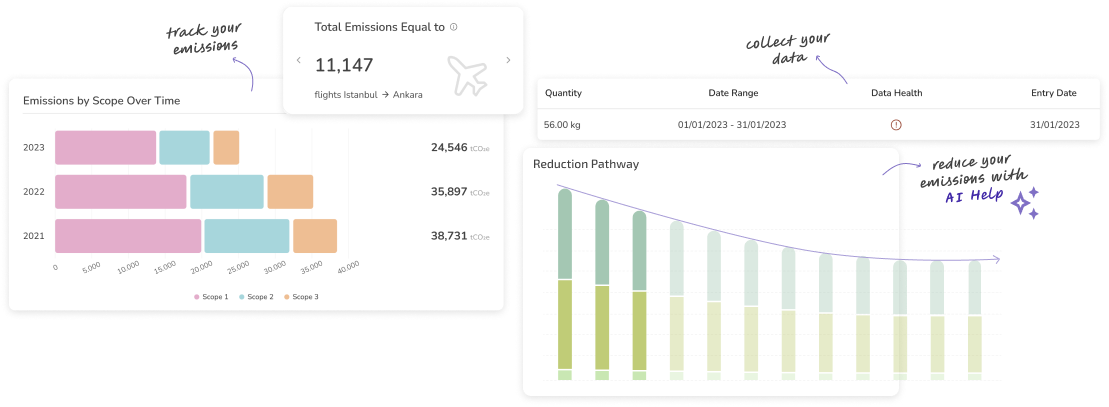 track your
emissions
Total Emissions Equal to
11,147
flights Istanbul → Ankara
Emissions by Scope Over Time
2023
24,546 tCO₂e
2022
35,897 tCO₂e
2021
38,731 tCO₂e
0 5,000 10,000 15,000 20,000 25,000 30,000 35,000 40,000
Scope 1 Scope 2 Scope 3
collect your
data
Quantity Date Range Data Health Entry Date
56.00 kg 01/01/2023 - 31/01/2023 31/01/2023
Reduction Pathway
reduce your
emissions with
AI Help